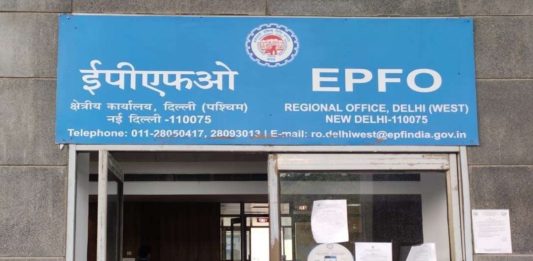 ईपीएफओ
क्षेत्रीय कार्यालय, दिल्ली (पश्चिम)
नई दिल्ली -110075
EPFO
REGIONAL OFFICE, DELHI (WEST)
NEW DELHI-110075
Telephone: 011-28050417, 28093013 I E-mail: ro.delhiwest@epfindia.gov.in